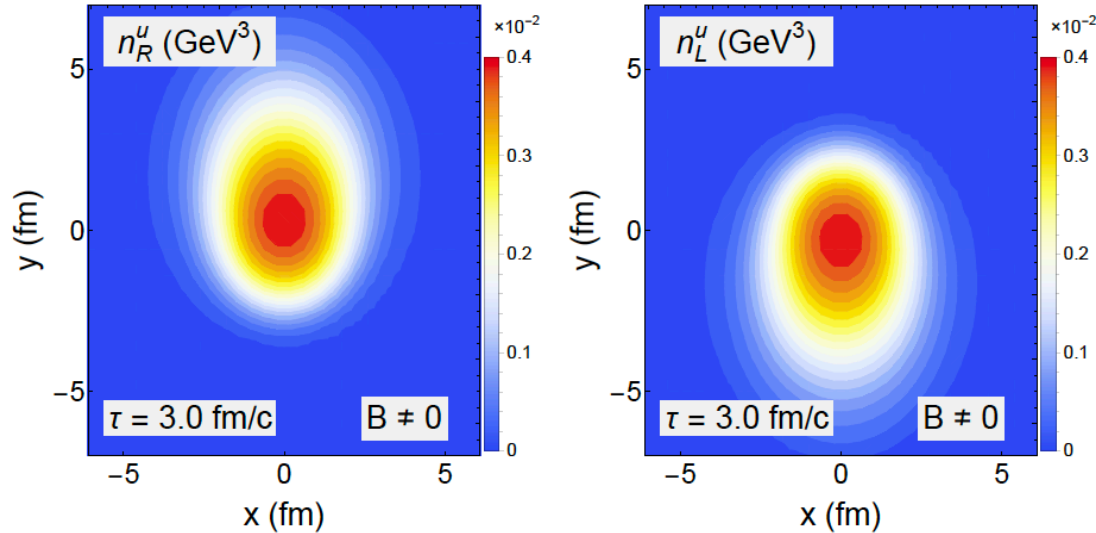 n_R^u (GeV^3)
×10^−2
0.4
0.3
0.2
0.1
0
5
0
−5
y (fm)
τ = 3.0 fm/c
B ≠ 0
−5 0 5
x (fm)
n_L^u (GeV^3)
×10^−2
0.4
0.3
0.2
0.1
0
5
0
−5
y (fm)
τ = 3.0 fm/c
B ≠ 0
−5 0 5
x (fm)